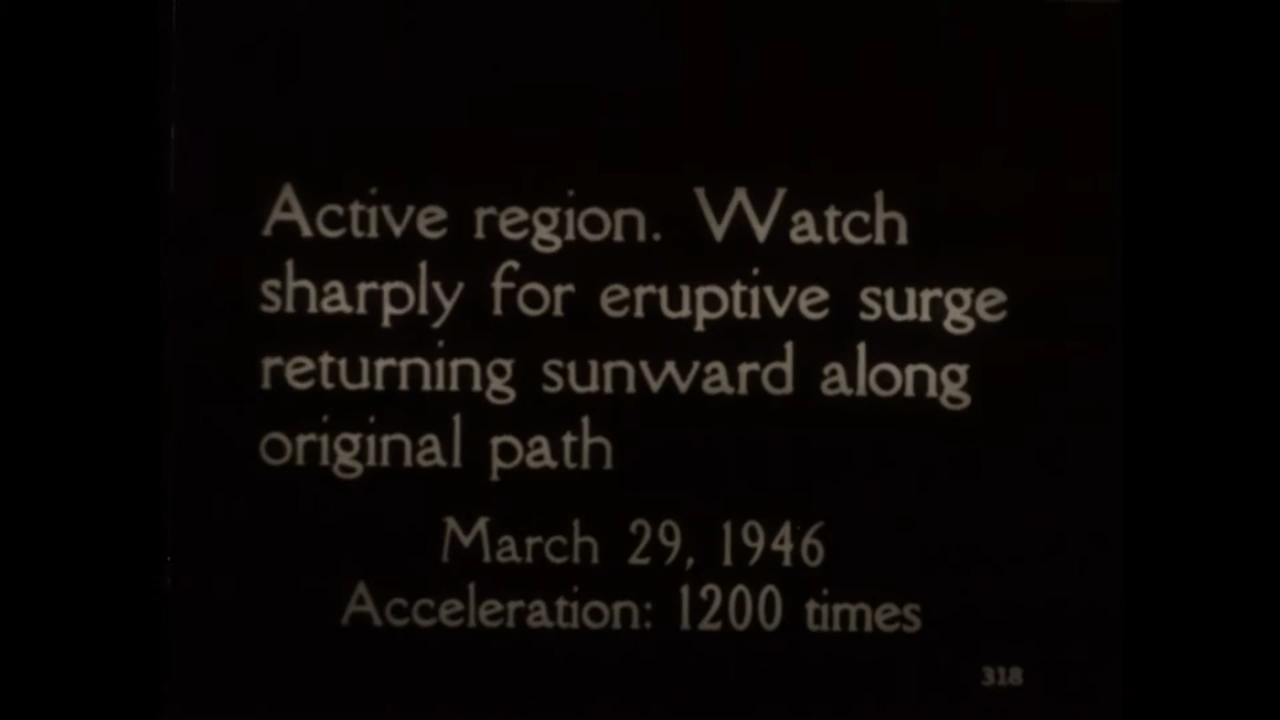 Active region. Watch
sharply for eruptive surge
returning sunward along
original path
March 29, 1946
Acceleration: 1200 times
318